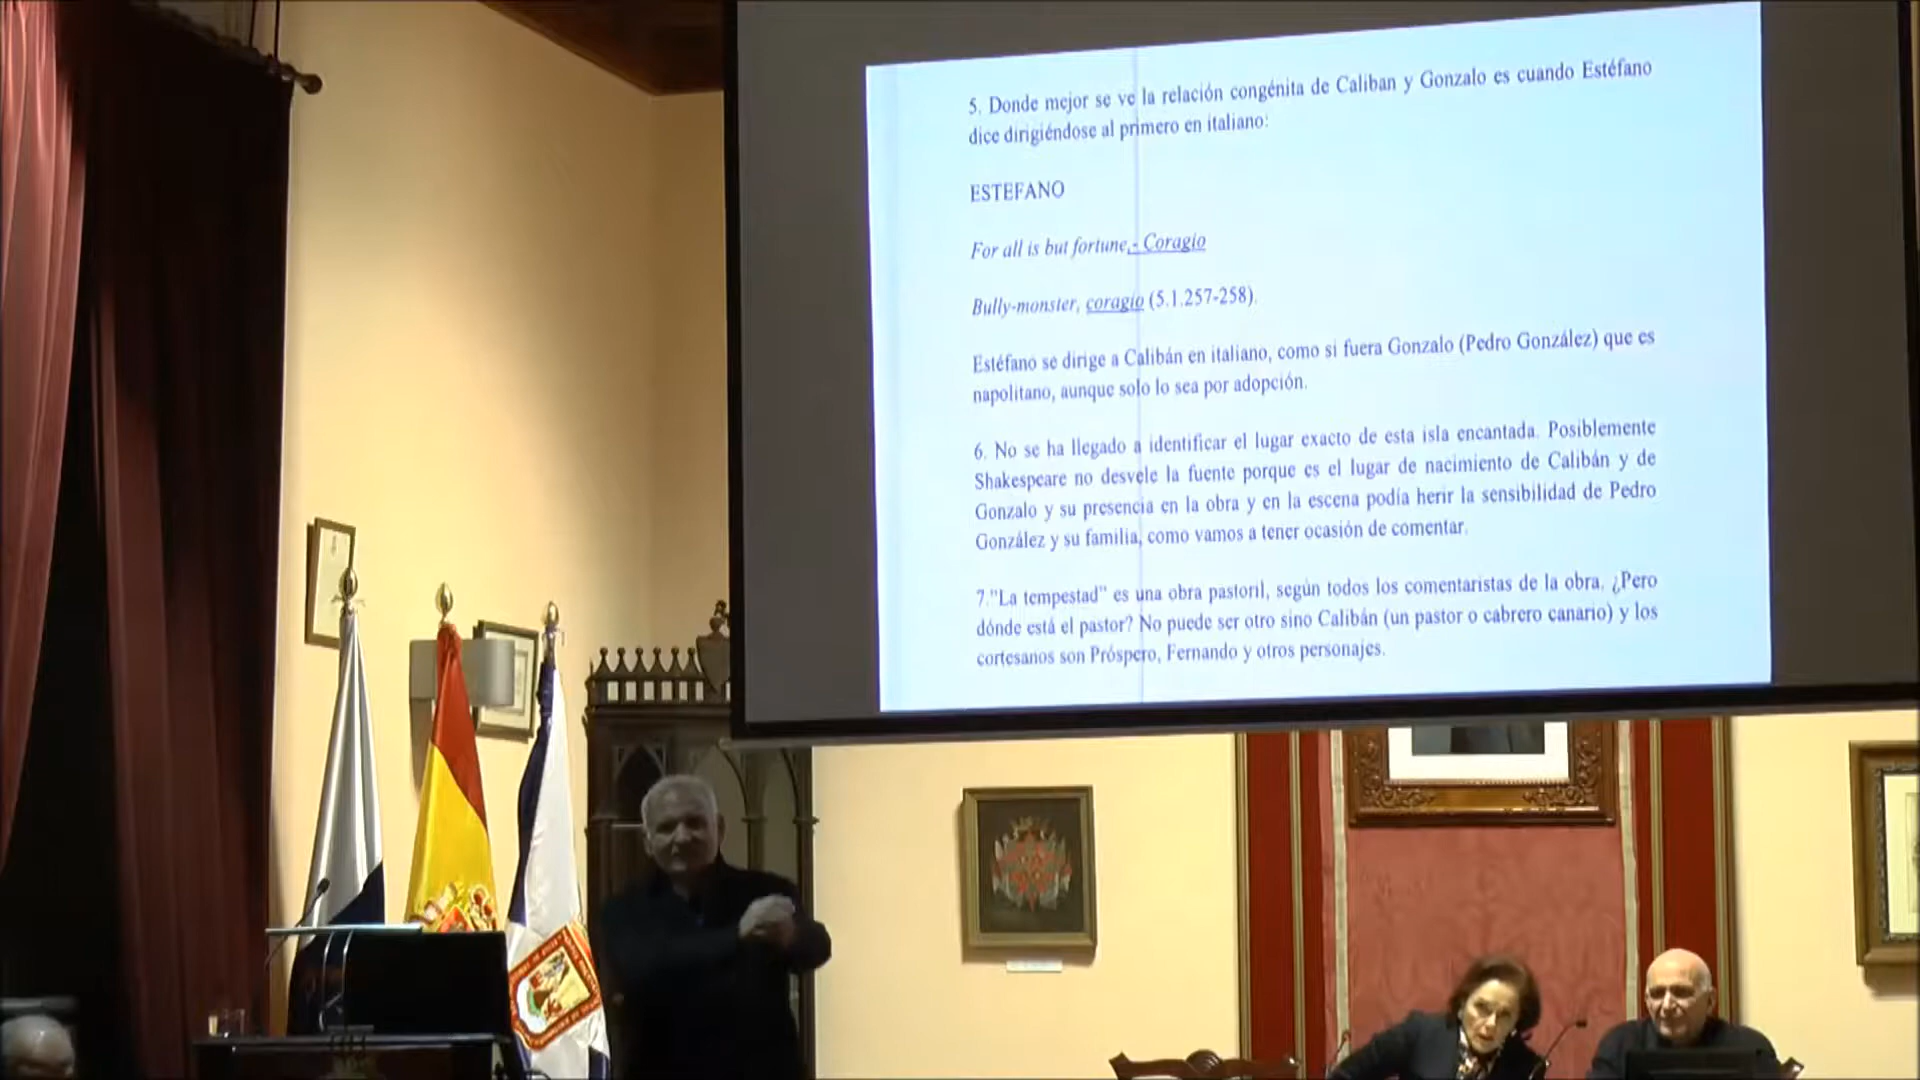 5. Donde mejor se ve la relación congénita de Caliban y Gonzalo es cuando Estéfano
dice dirigiéndose al primero en italiano:
ESTEFANO
For all is but fortune,- Coragio
Bully-monster, coragio (5.1.257-258).
Estéfano se dirige a Calibán en italiano, como si fuera Gonzalo (Pedro González) que es
napolitano, aunque solo lo sea por adopción.
6. No se ha llegado a identificar el lugar exacto de esta isla encantada. Posiblemente
Shakespeare no desvele la fuente porque es el lugar de nacimiento de Calibán y de
Gonzalo y su presencia en la obra y en la escena podía herir la sensibilidad de Pedro
González y su familia, como vamos a tener ocasión de comentar.
7."La tempestad" es una obra pastoril, según todos los comentaristas de la obra. ¿Pero
dónde está el pastor? No puede ser otro sino Calibán (un pastor o cabrero canario) y los
cortesanos son Próspero, Fernando y otros personajes.